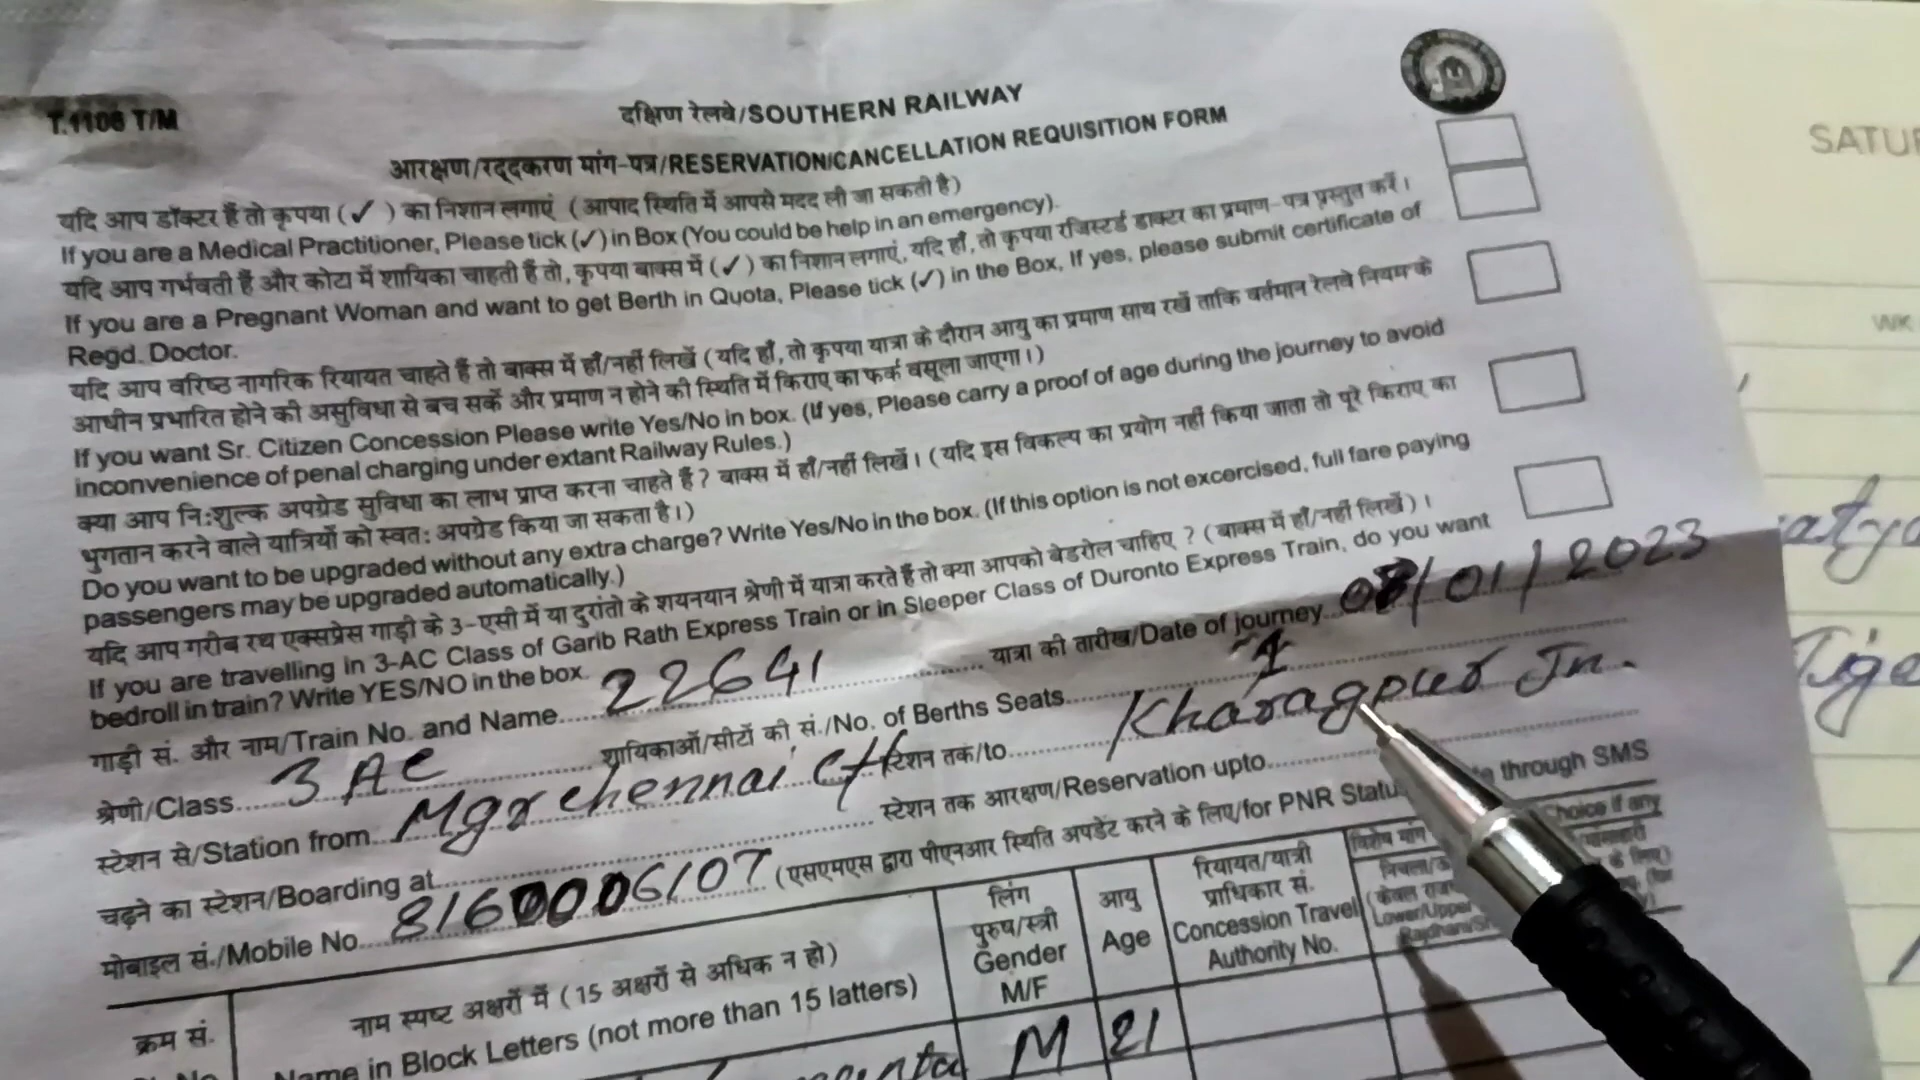 T.1106 T/M
दक्षिण रेलवे/SOUTHERN RAILWAY
आरक्षण/रद्दकरण मांग-पत्र/RESERVATION/CANCELLATION REQUISITION FORM
यदि आप डॉक्टर हैं तो कृपया (✓) का निशान लगाएं (आपाद स्थिति में आपसे मदद ली जा सकती है)
If you are a Medical Practitioner, Please tick (✓) in Box (You could be help in an emergency).
यदि आप गर्भवती हैं और कोटा में शायिका चाहती हैं तो, कृपया बाक्स में (✓) का निशान लगाएं, यदि हाँ, तो कृपया रजिस्टर्ड डाक्टर का प्रमाण-पत्र प्रस्तुत करें।
If you are a Pregnant Woman and want to get Berth in Quota, Please tick (✓) in the Box, If yes, please submit certificate of
Regd. Doctor.
यदि आप वरिष्ठ नागरिक रियायत चाहते हैं तो बाक्स में हाँ/नहीं लिखें (यदि हाँ, तो कृपया यात्रा के दौरान आयु का प्रमाण साथ रखें ताकि वर्तमान रेलवे नियम के
आधीन प्रभारित होने की असुविधा से बच सकें और प्रमाण न होने की स्थिति में किराए का फर्क वसूला जाएगा।)
If you want Sr. Citizen Concession Please write Yes/No in box. (If yes, Please carry a proof of age during the journey to avoid
inconvenience of penal charging under extant Railway Rules.)
क्या आप नि:शुल्क अपग्रेड सुविधा का लाभ प्राप्त करना चाहते हैं? बाक्स में हाँ/नहीं लिखें। (यदि इस विकल्प का प्रयोग नहीं किया जाता तो पूरे किराए का
भुगतान करने वाले यात्रियों को स्वत: अपग्रेड किया जा सकता है।)
Do you want to be upgraded without any extra charge? Write Yes/No in the box. (If this option is not excercised, full fare paying
passengers may be upgraded automatically.)
यदि आप गरीब रथ एक्सप्रेस गाड़ी के 3-एसी में या दुरांतो के शयनयान श्रेणी में यात्रा करते हैं तो क्या आपको बेडरोल चाहिए? (बाक्स में हाँ/नहीं लिखें)।
If you are travelling in 3-AC Class of Garib Rath Express Train or in Sleeper Class of Duronto Express Train, do you want
bedroll in train? Write YES/NO in the box.
गाड़ी सं. और नाम/Train No. and Name 22641 यात्रा की तारीख/Date of journey 08/01/2023
श्रेणी/Class 3 AC शायिकाओं/सीटों की सं./No. of Berths Seats 1
स्टेशन से/Station from Mgr chennai स्टेशन तक/to Kharagpur Jn.
चढ़ने का स्टेशन/Boarding at स्टेशन तक आरक्षण/Reservation upto
मोबाइल सं./Mobile No. 8160006107 (एसएमएस द्वारा पीएनआर स्थिति अपडेट करने के लिए/for PNR through SMS
क्रम सं.
नाम स्पष्ट अक्षरों में (15 अक्षरों से अधिक न हो)
Name in Block Letters (not more than 15 latters)
लिंग
पुरुष/स्त्री
Gender
M/F
आयु
Age
रियायत/यात्री
प्राधिकार सं.
Concession Travel
Authority No.
Choice if any
Lower/Upper
M 21